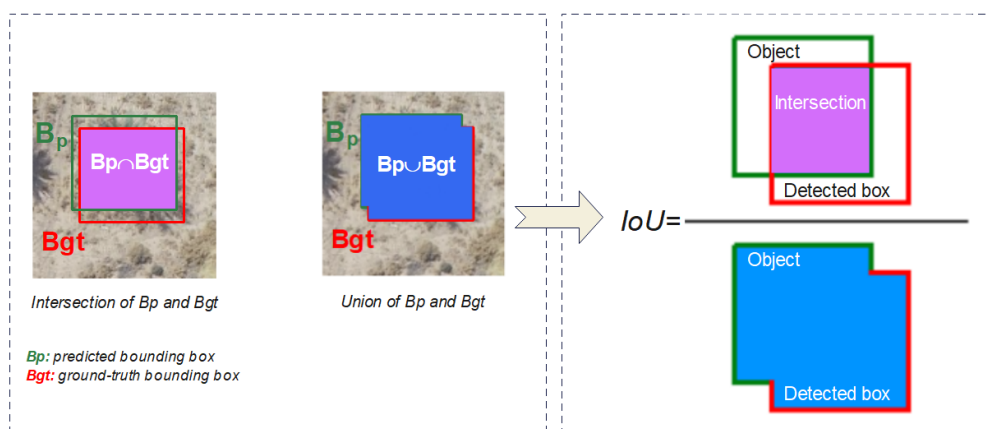 Bp
Bp∩Bgt
Bgt
Intersection of Bp and Bgt
Bp
Bp∪Bgt
Bgt
Union of Bp and Bgt
Bp: predicted bounding box
Bgt: ground-truth bounding box
IoU=
Object
Intersection
Detected box
Object
Detected box